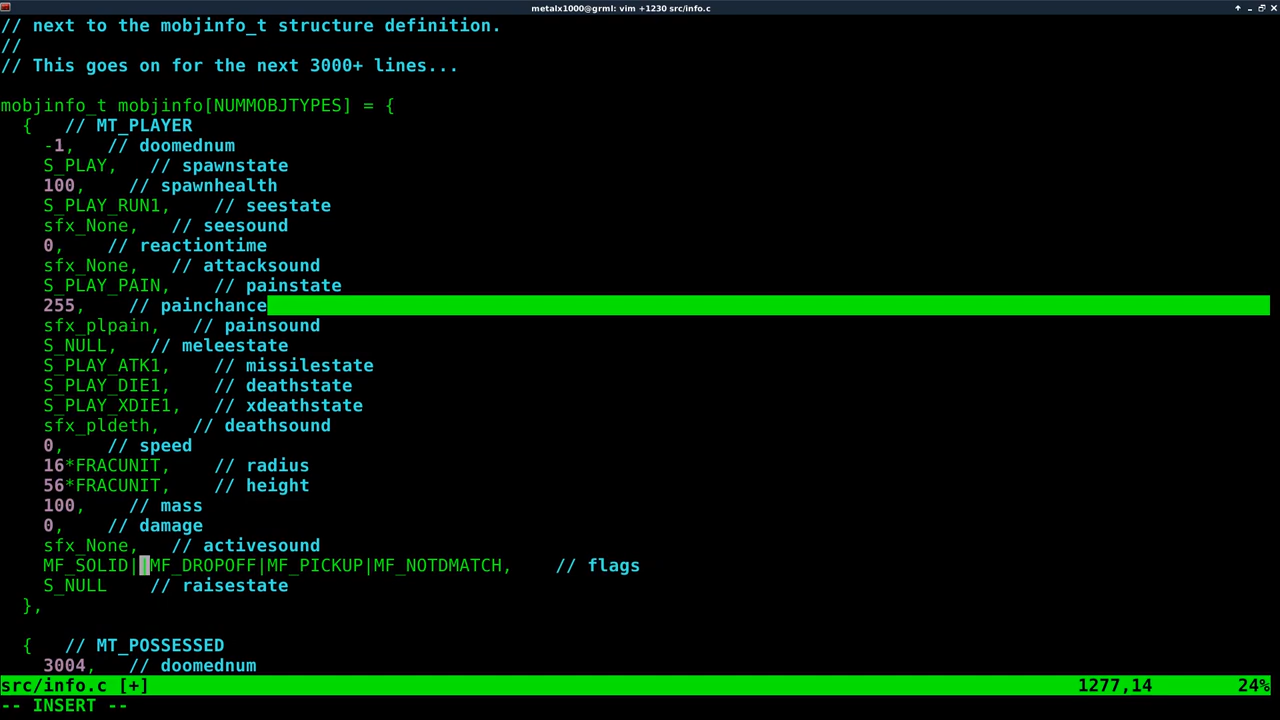 metalx1000@grml: vim +1230 src/info.c
// next to the mobjinfo_t structure definition.
//
// This goes on for the next 3000+ lines...
mobjinfo_t mobjinfo[NUMMOBJTYPES] = {
{ // MT_PLAYER
-1, // doomednum
S_PLAY, // spawnstate
100, // spawnhealth
S_PLAY_RUN1, // seestate
sfx_None, // seesound
0, // reactiontime
sfx_None, // attacksound
S_PLAY_PAIN, // painstate
255, // painchance
sfx_plpain, // painsound
S_NULL, // meleestate
S_PLAY_ATK1, // missilestate
S_PLAY_DIE1, // deathstate
S_PLAY_XDIE1, // xdeathstate
sfx_pldeth, // deathsound
0, // speed
16*FRACUNIT, // radius
56*FRACUNIT, // height
100, // mass
0, // damage
sfx_None, // activesound
MF_SOLID||MF_DROPOFF|MF_PICKUP|MF_NOTDMATCH, // flags
S_NULL // raisestate
},
{ // MT_POSSESSED
3004, // doomednum
src/info.c [+] 1277,14 24%
-- INSERT --